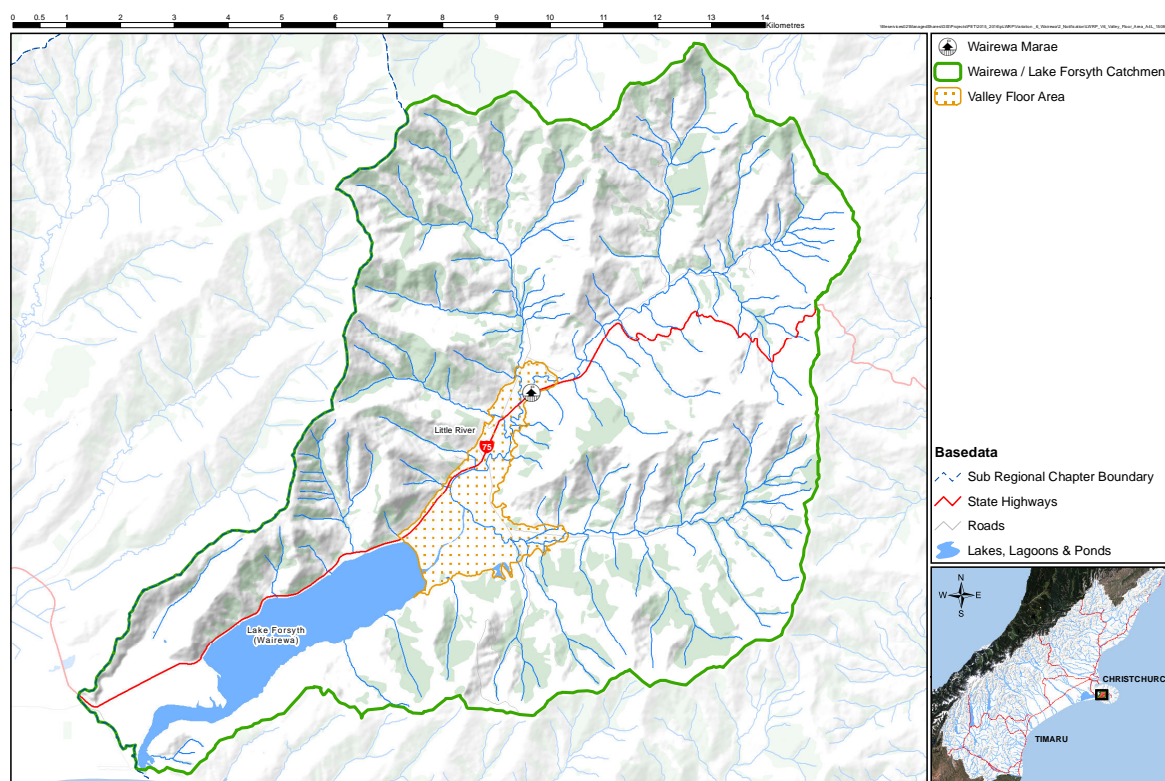 0 0.5 1 2 3 4 5 6 7 8 9 10 11 12 13 14
Kilometres
Wairewa Marae
Wairewa / Lake Forsyth Catchmen
Valley Floor Area
Little River
75
Lake Forsyth
(Wairewa)
Basedata
Sub Regional Chapter Boundary
State Highways
Roads
Lakes, Lagoons & Ponds
N
W E
S
CHRISTCHURC
TIMARU